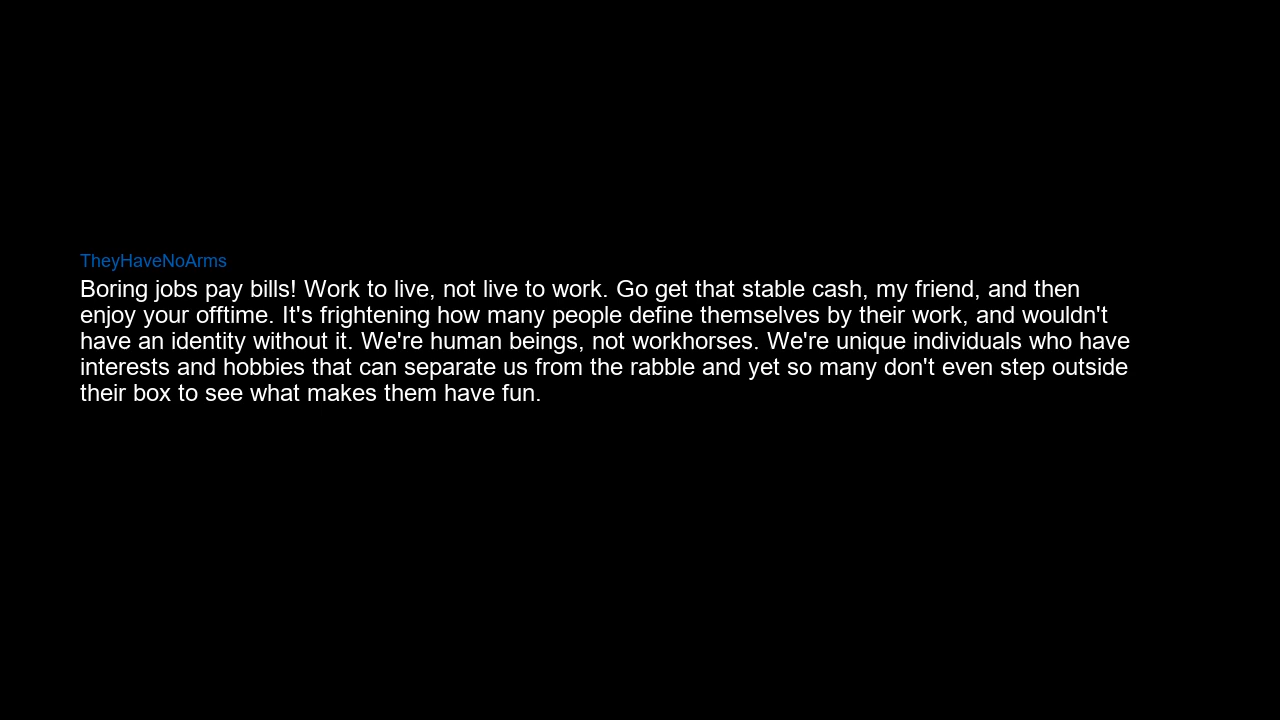 TheyHaveNoArms
Boring jobs pay bills! Work to live, not live to work. Go get that stable cash, my friend, and then
enjoy your offtime. It's frightening how many people define themselves by their work, and wouldn't
have an identity without it. We're human beings, not workhorses. We're unique individuals who have
interests and hobbies that can separate us from the rabble and yet so many don't even step outside
their box to see what makes them have fun.